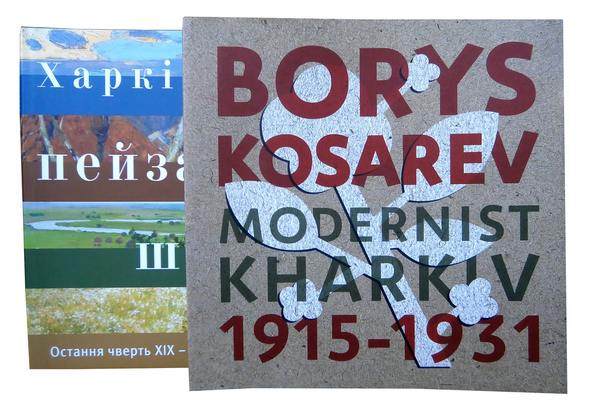 Харкі
пейза
ш
Остання чверть XIX –
BORYS
KOSAREV
MODERNIST
KHARKIV
1915-1931